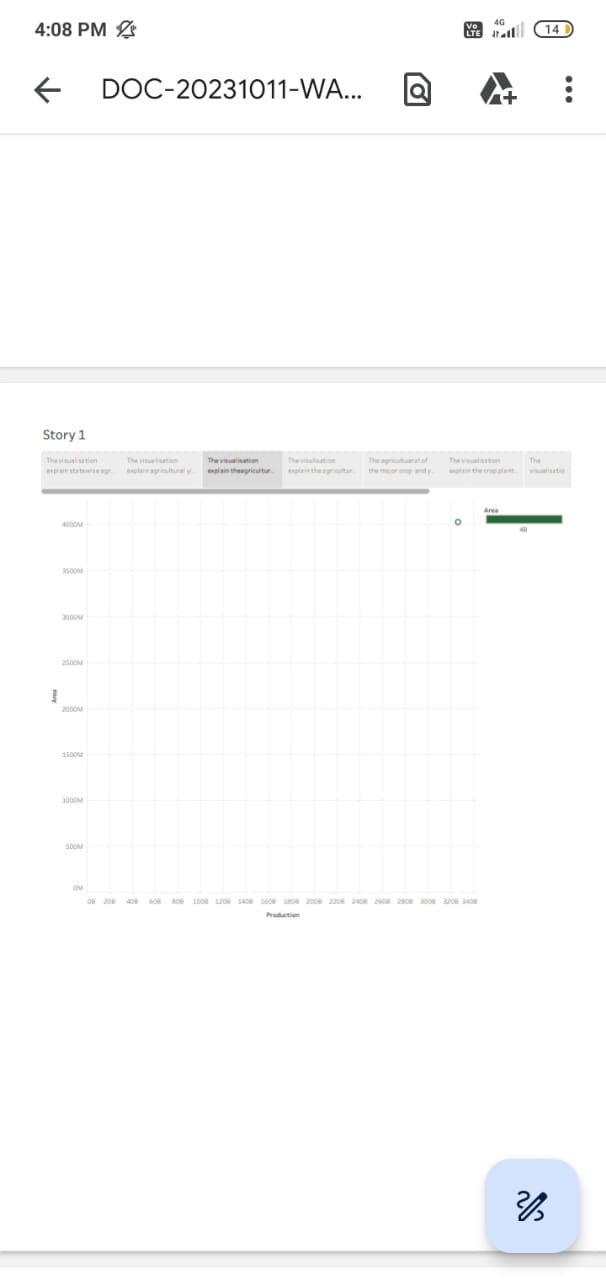 4:08 PM
Vo LTE 4G 14
DOC-20231011-WA...
Story 1
The visualisation The visualisation The visualisation The visualisation The agricultural of The visualisation The
explain statewise agr.. explain agricultural yi.. explain theagricultur.. explain the agricultur.. the major crop and y.. explain the crop plant.. visualisatio..
Area
4B
4000M
3500M
3000M
2500M
Area
2000M
1500M
1000M
500M
0M
0B 20B 40B 60B 80B 100B 120B 140B 160B 180B 200B 220B 240B 260B 280B 300B 320B 340B
Production